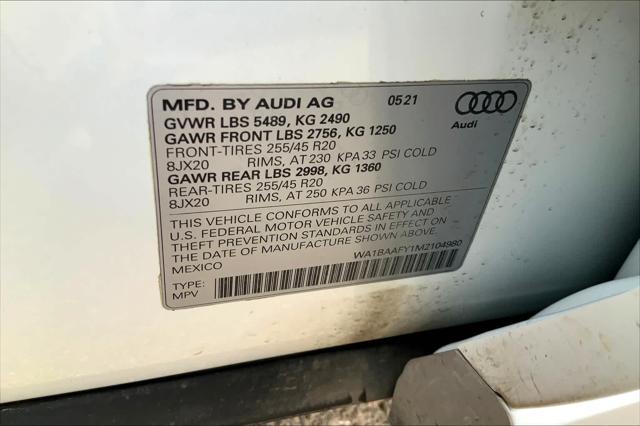 MFD. BY AUDI AG 05 21
GVWR LBS 5489, KG 2490
GAWR FRONT LBS 2756, KG 1250
FRONT-TIRES 255/45 R20
8JX20 RIMS, AT 230 KPA 33 PSI COLD
GAWR REAR LBS 2998, KG 1360
REAR-TIRES 255/45 R20
8JX20 RIMS, AT 250 KPA 36 PSI COLD
Audi
THIS VEHICLE CONFORMS TO ALL APPLICABLE
U.S. FEDERAL MOTOR VEHICLE SAFETY AND
THEFT PREVENTION STANDARDS IN EFFECT ON
THE DATE OF MANUFACTURE SHOWN ABOVE.
MEXICO
WA1BAAFY1M2104980
TYPE:
MPV